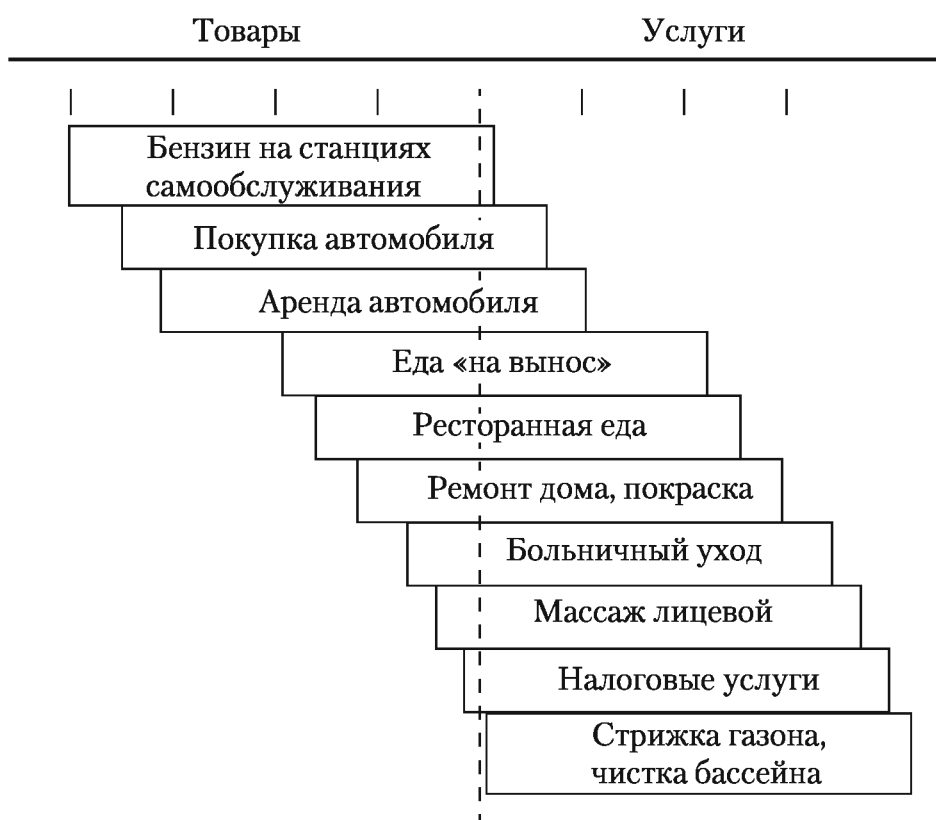 Товары
Услуги
Бензин на станциях
самообслуживания
Покупка автомобиля
Аренда автомобиля
Еда «на вынос»
Ресторанная еда
Ремонт дома, покраска
Больничный уход
Массаж лицевой
Налоговые услуги
Стрижка газона,
чистка бассейна